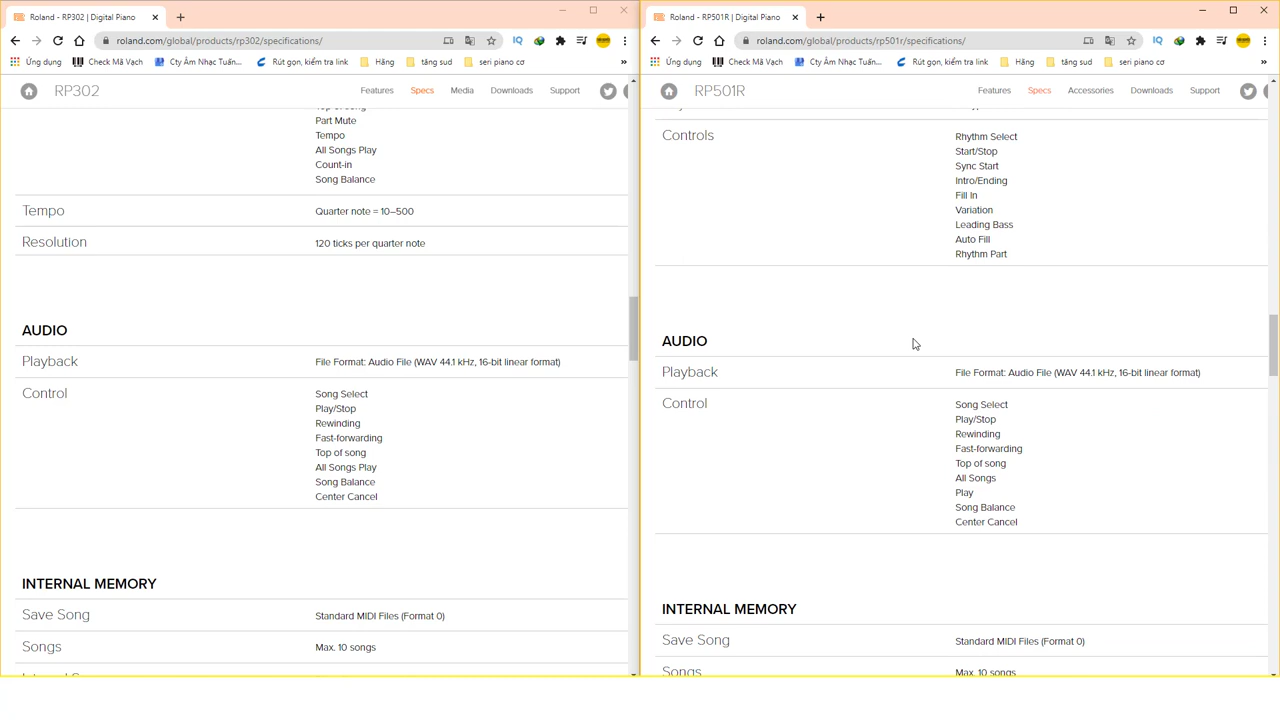 Roland - RP302 | Digital Piano
roland.com/global/products/rp302/specifications/
IQ
Ứng dụng
Check Mã Vạch
Cty Âm Nhạc Tuấn...
Rút gọn, kiểm tra link
Hãng
tăng sud
seri piano cơ
»
RP302
Features
Specs
Media
Downloads
Support
Part Mute
Tempo
All Songs Play
Count-in
Song Balance
Tempo
Quarter note = 10–500
Resolution
120 ticks per quarter note
AUDIO
Playback
File Format: Audio File (WAV 44.1 kHz, 16-bit linear format)
Control
Song Select
Play/Stop
Rewinding
Fast-forwarding
Top of song
All Songs Play
Song Balance
Center Cancel
INTERNAL MEMORY
Save Song
Standard MIDI Files (Format 0)
Songs
Max. 10 songs
Roland - RP501R | Digital Piano
roland.com/global/products/rp501r/specifications/
IQ
Ứng dụng
Check Mã Vạch
Cty Âm Nhạc Tuấn...
Rút gọn, kiểm tra link
Hãng
tăng sud
seri piano cơ
»
RP501R
Features
Specs
Accessories
Downloads
Support
Controls
Rhythm Select
Start/Stop
Sync Start
Intro/Ending
Fill In
Variation
Leading Bass
Auto Fill
Rhythm Part
AUDIO
Playback
File Format: Audio File (WAV 44.1 kHz, 16-bit linear format)
Control
Song Select
Play/Stop
Rewinding
Fast-forwarding
Top of song
All Songs
Play
Song Balance
Center Cancel
INTERNAL MEMORY
Save Song
Standard MIDI Files (Format 0)
Songs
Max. 10 songs